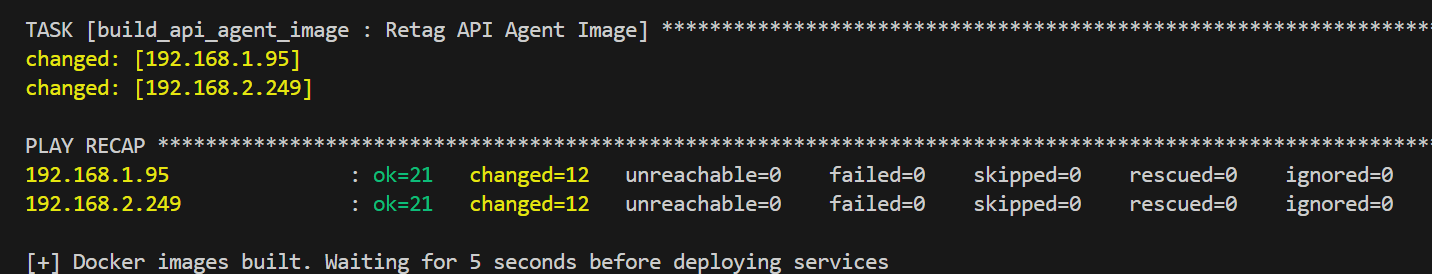 TASK [build_api_agent_image : Retag API Agent Image] *****************************************************************
changed: [192.168.1.95]
changed: [192.168.2.249]
PLAY RECAP ***********************************************************************************************************
192.168.1.95 : ok=21 changed=12 unreachable=0 failed=0 skipped=0 rescued=0 ignored=0
192.168.2.249 : ok=21 changed=12 unreachable=0 failed=0 skipped=0 rescued=0 ignored=0
[+] Docker images built. Waiting for 5 seconds before deploying services